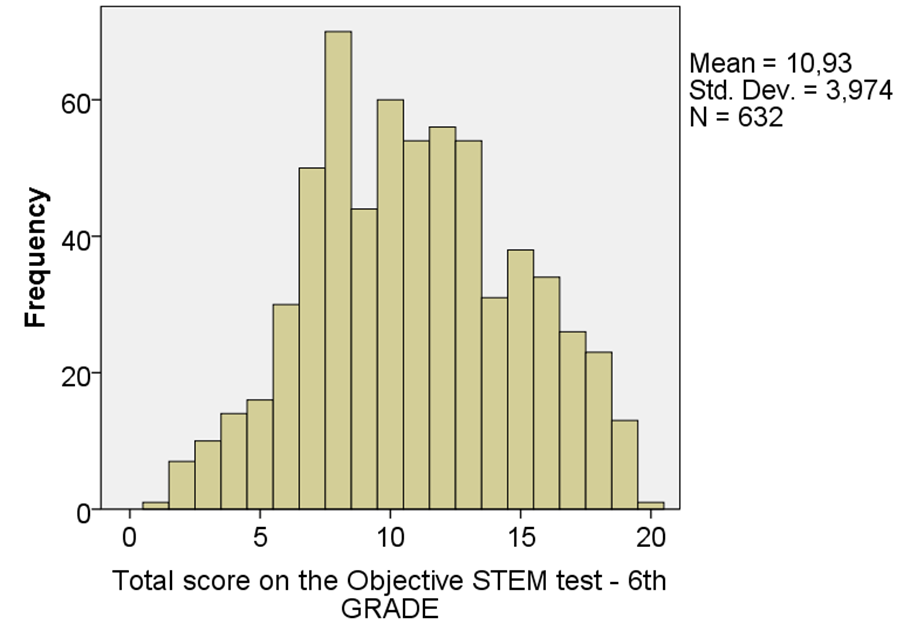 Mean = 10,93
Std. Dev. = 3,974
N = 632
Frequency
60
40
20
0
0 5 10 15 20
Total score on the Objective STEM test - 6th
GRADE